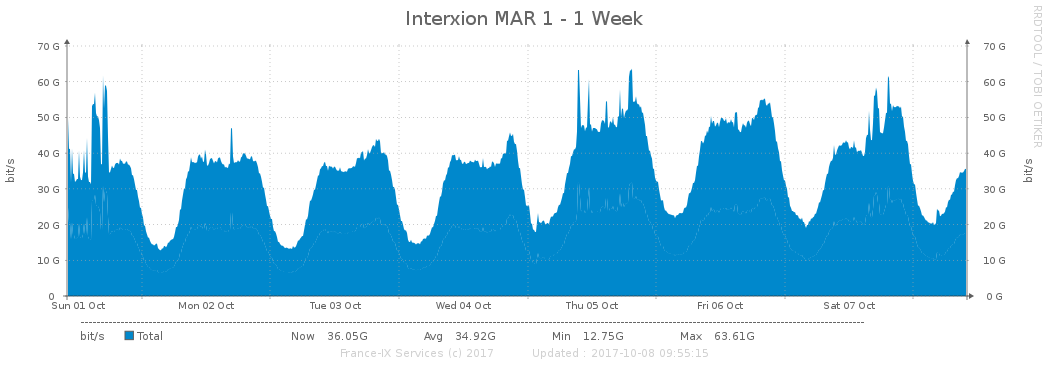 Interxion MAR 1 - 1 Week
RRDTOOL / TOBI OETIKER
bit/s
70 G
60 G
50 G
40 G
30 G
20 G
10 G
0
70 G
60 G
50 G
40 G
30 G
20 G
10 G
0 G
bit/s
Sun 01 Oct Mon 02 Oct Tue 03 Oct Wed 04 Oct Thu 05 Oct Fri 06 Oct Sat 07 Oct
bit/s Total Now 36.05G Avg 34.92G Min 12.75G Max 63.61G
France-IX Services (c) 2017 Updated : 2017-10-08 09:55:15